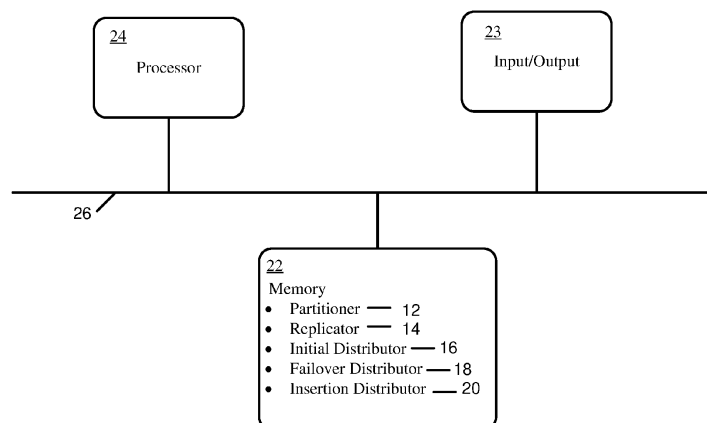 24
Processor
23
Input/Output
26
22
Memory
• Partitioner — 12
• Replicator — 14
• Initial Distributor — 16
• Failover Distributor — 18
• Insertion Distributor — 20